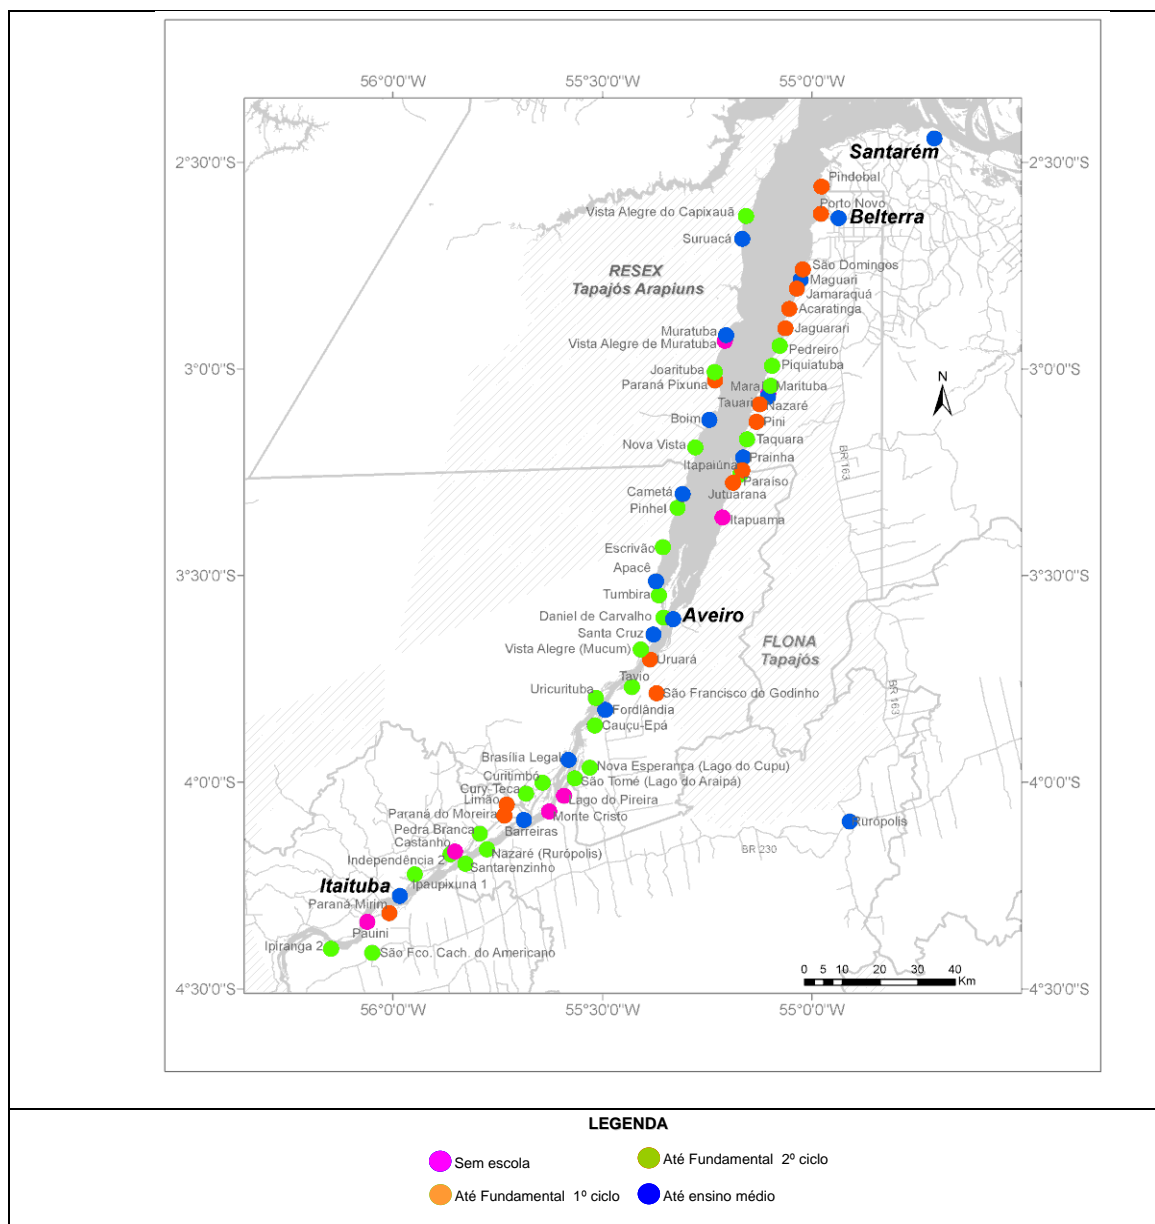 56°0'0"W 55°30'0"W 55°0'0"W
2°30'0"S 2°30'0"S
Santarém
Pindobal
Vista Alegre do Capixauã
Porto Novo
Belterra
Suruacá
RESEX
Tapajós Arapiuns
São Domingos
Maguari
Jamaraquá
Acaratinga
Muratuba
Jaguarari
Vista Alegre de Muratuba
Pedreiro
3°0'0"S 3°0'0"S
Joarituba
Piquiatuba
Paraná Pixuna
Marai
Marituba
N
Tauari
Nazaré
Boim
Pini
Nova Vista
Taquara
BR 163
Prainha
Itapaiúna
Paraíso
Cametá
Jutuarana
Pinhel
Itapuama
Escrivão
Apacê
3°30'0"S 3°30'0"S
Tumbira
Daniel de Carvalho
Aveiro
Santa Cruz
FLONA
Tapajós
Vista Alegre (Mucum)
Uruará
Tavio
Uricurituba
São Francisco do Godinho
BR 163
Fordlândia
Cauçu-Epá
Brasília Legal
Nova Esperança (Lago do Cupu)
4°0'0"S 4°0'0"S
Curitimbó
São Tomé (Lago do Araipá)
Cury-Teca
Limão
Lago do Pireira
Paraná do Moreira
Monte Cristo
Rurópolis
Pedra Branca
Barreiras
Castanho
BR 230
Independência 2
Nazaré (Rurópolis)
Santarenzinho
Itaituba
Ipaupixuna 1
Paraná-Mirim
Pauini
Ipiranga 2
São Fco. Cach. do Americano
0 5 10 20 30 40
Km
4°30'0"S 4°30'0"S
56°0'0"W 55°30'0"W 55°0'0"W
LEGENDA
Sem escola
Até Fundamental 2º ciclo
Até Fundamental 1º ciclo
Até ensino médio